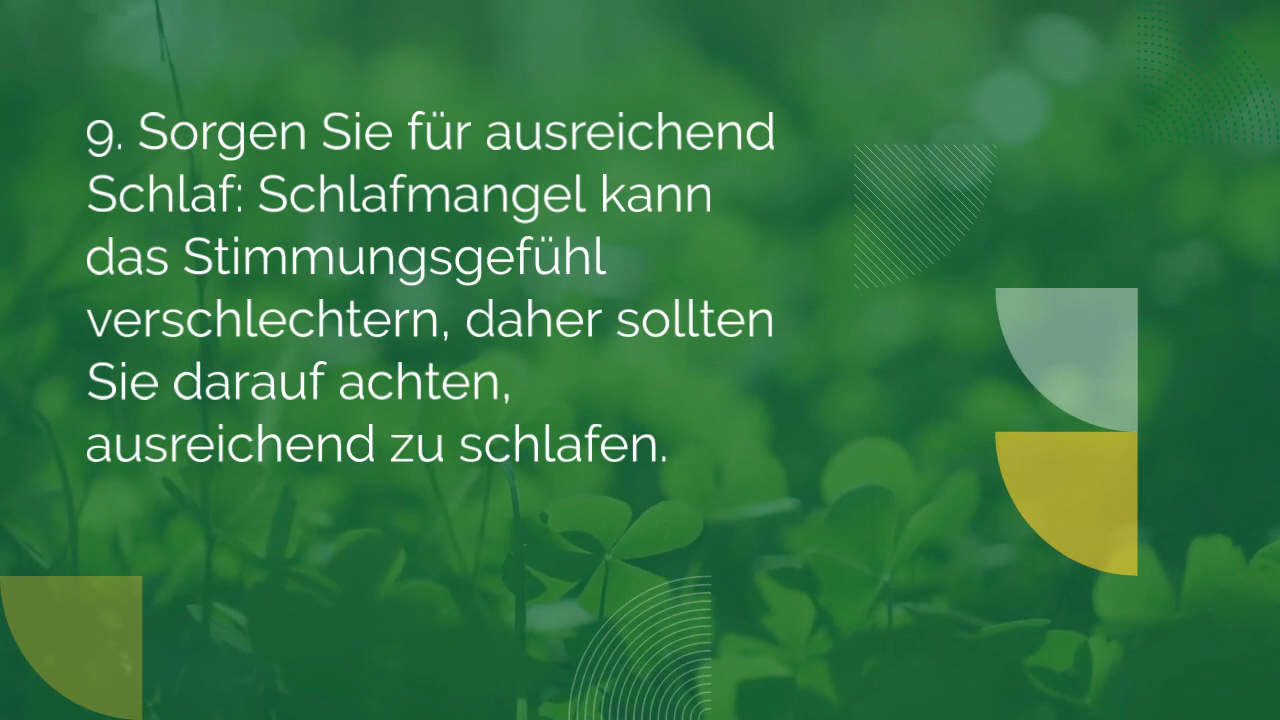 9. Sorgen Sie für ausreichend
Schlaf: Schlafmangel kann
das Stimmungsgefühl
verschlechtern, daher sollten
Sie darauf achten,
ausreichend zu schlafen.